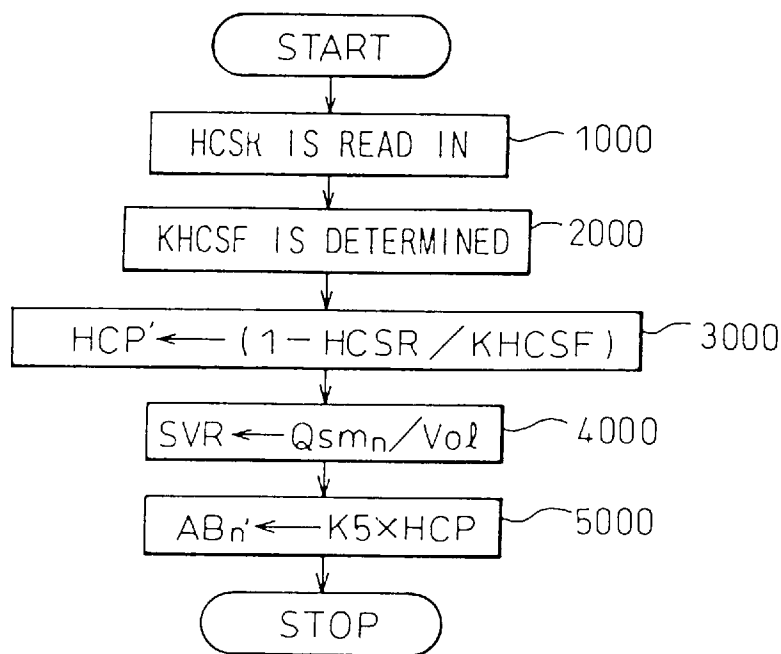 START
HCSR IS READ IN
1000
KHCSF IS DETERMINED
2000
HCP' ← (1 − HCSR / KHCSF)
3000
SVR ← Qsmn/Vol
4000
ABn' ← K5×HCP
5000
STOP